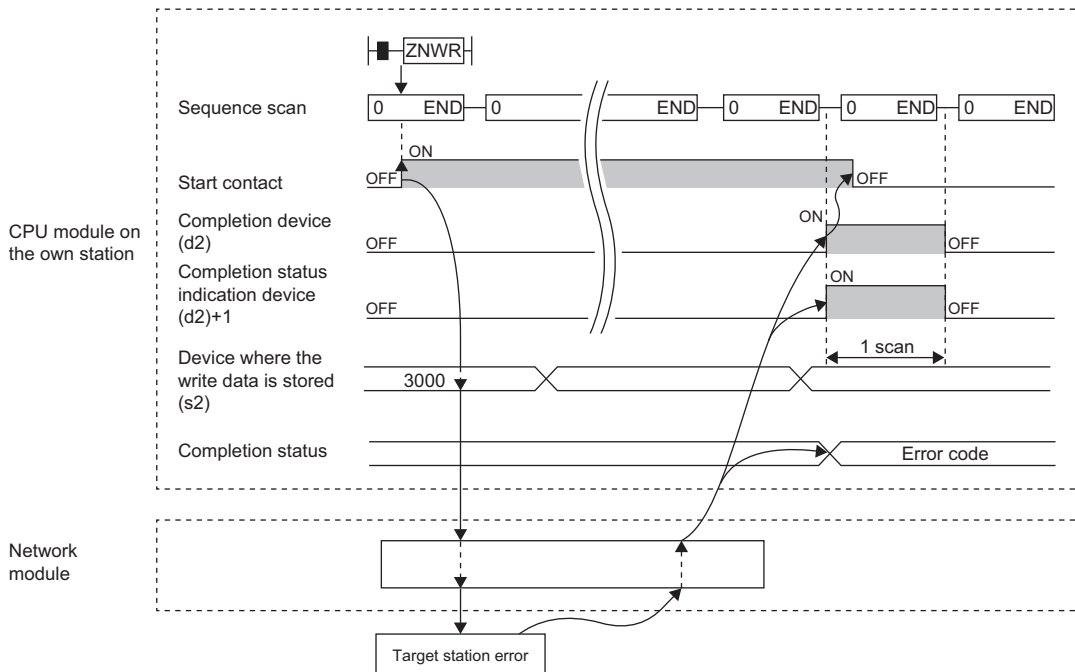 ZNWR
Sequence scan
0 END 0 END 0 END 0 END 0 END
ON
Start contact
OFF OFF
CPU module on
the own station
Completion device
(d2)
ON
OFF OFF
Completion status
indication device
(d2)+1
ON
OFF OFF
1 scan
Device where the
write data is stored
(s2)
3000
Completion status
Error code
Network
module
Target station error